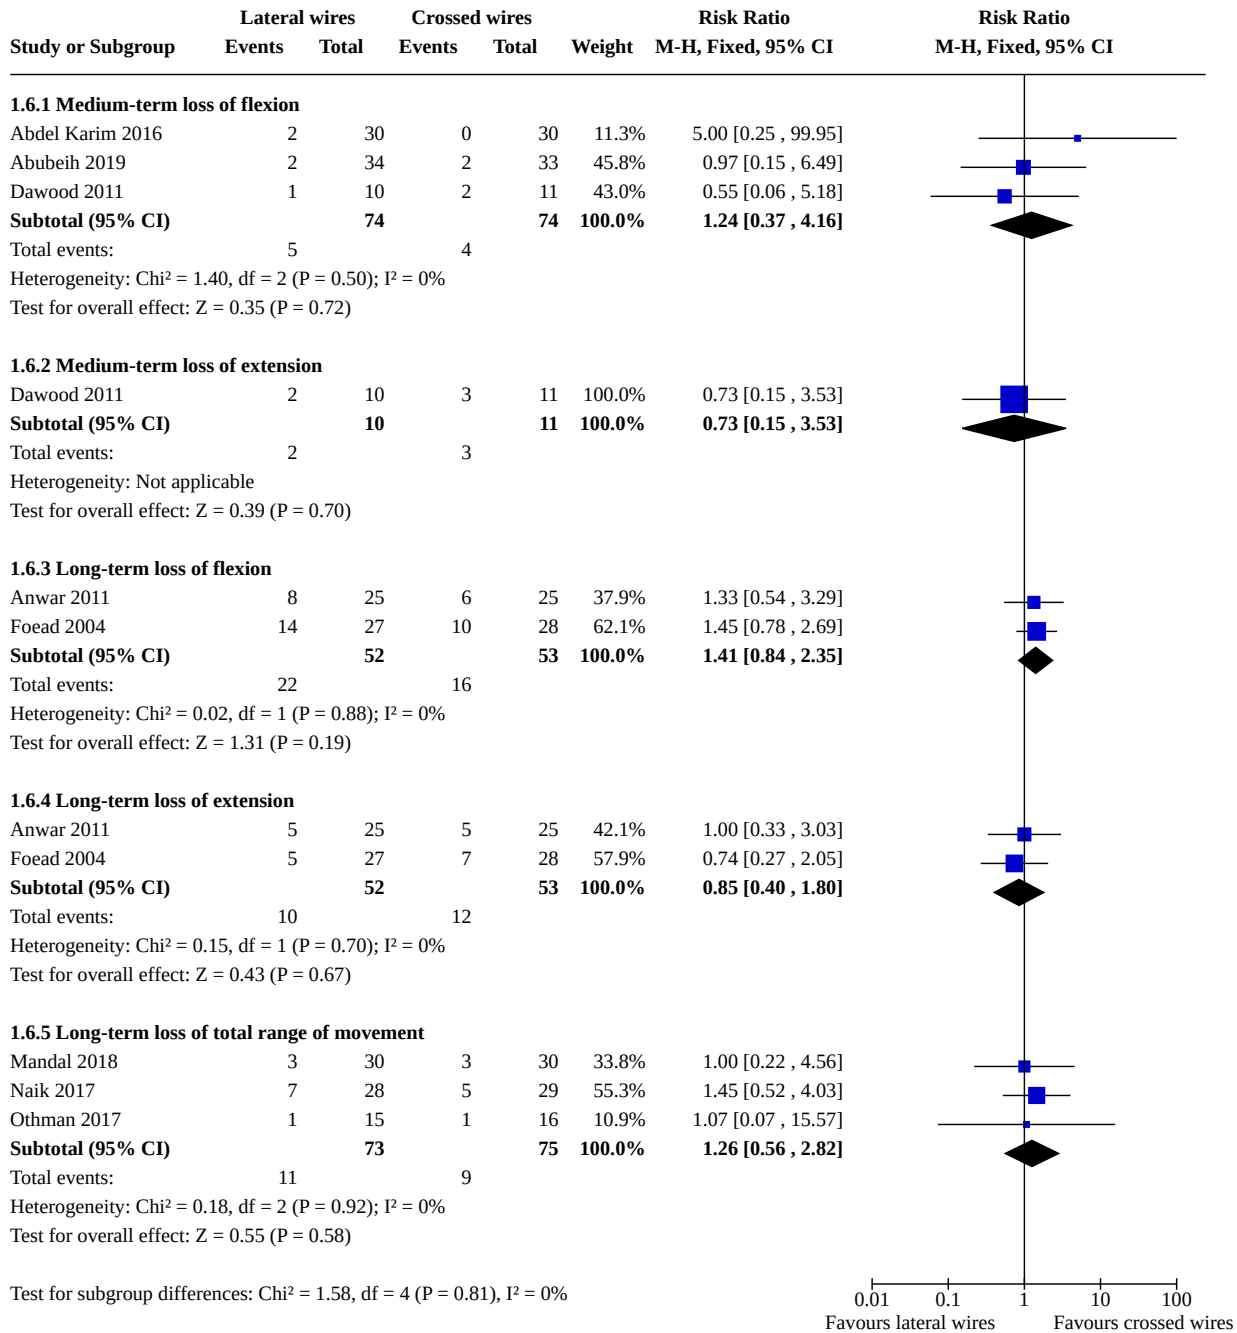 Lateral wires Crossed wires Risk Ratio Risk Ratio
Study or Subgroup Events Total Events Total Weight M-H, Fixed, 95% CI M-H, Fixed, 95% CI
1.6.1 Medium-term loss of flexion
Abdel Karim 2016 2 30 0 30 11.3% 5.00 [0.25 , 99.95]
Abubeih 2019 2 34 2 33 45.8% 0.97 [0.15 , 6.49]
Dawood 2011 1 10 2 11 43.0% 0.55 [0.06 , 5.18]
Subtotal (95% CI) 74 74 100.0% 1.24 [0.37 , 4.16]
Total events: 5 4
Heterogeneity: Chi² = 1.40, df = 2 (P = 0.50); I² = 0%
Test for overall effect: Z = 0.35 (P = 0.72)
1.6.2 Medium-term loss of extension
Dawood 2011 2 10 3 11 100.0% 0.73 [0.15 , 3.53]
Subtotal (95% CI) 10 11 100.0% 0.73 [0.15 , 3.53]
Total events: 2 3
Heterogeneity: Not applicable
Test for overall effect: Z = 0.39 (P = 0.70)
1.6.3 Long-term loss of flexion
Anwar 2011 8 25 6 25 37.9% 1.33 [0.54 , 3.29]
Foead 2004 14 27 10 28 62.1% 1.45 [0.78 , 2.69]
Subtotal (95% CI) 52 53 100.0% 1.41 [0.84 , 2.35]
Total events: 22 16
Heterogeneity: Chi² = 0.02, df = 1 (P = 0.88); I² = 0%
Test for overall effect: Z = 1.31 (P = 0.19)
1.6.4 Long-term loss of extension
Anwar 2011 5 25 5 25 42.1% 1.00 [0.33 , 3.03]
Foead 2004 5 27 7 28 57.9% 0.74 [0.27 , 2.05]
Subtotal (95% CI) 52 53 100.0% 0.85 [0.40 , 1.80]
Total events: 10 12
Heterogeneity: Chi² = 0.15, df = 1 (P = 0.70); I² = 0%
Test for overall effect: Z = 0.43 (P = 0.67)
1.6.5 Long-term loss of total range of movement
Mandal 2018 3 30 3 30 33.8% 1.00 [0.22 , 4.56]
Naik 2017 7 28 5 29 55.3% 1.45 [0.52 , 4.03]
Othman 2017 1 15 1 16 10.9% 1.07 [0.07 , 15.57]
Subtotal (95% CI) 73 75 100.0% 1.26 [0.56 , 2.82]
Total events: 11 9
Heterogeneity: Chi² = 0.18, df = 2 (P = 0.92); I² = 0%
Test for overall effect: Z = 0.55 (P = 0.58)
Test for subgroup differences: Chi² = 1.58, df = 4 (P = 0.81), I² = 0%
0.01 0.1 1 10 100
Favours lateral wires Favours crossed wires